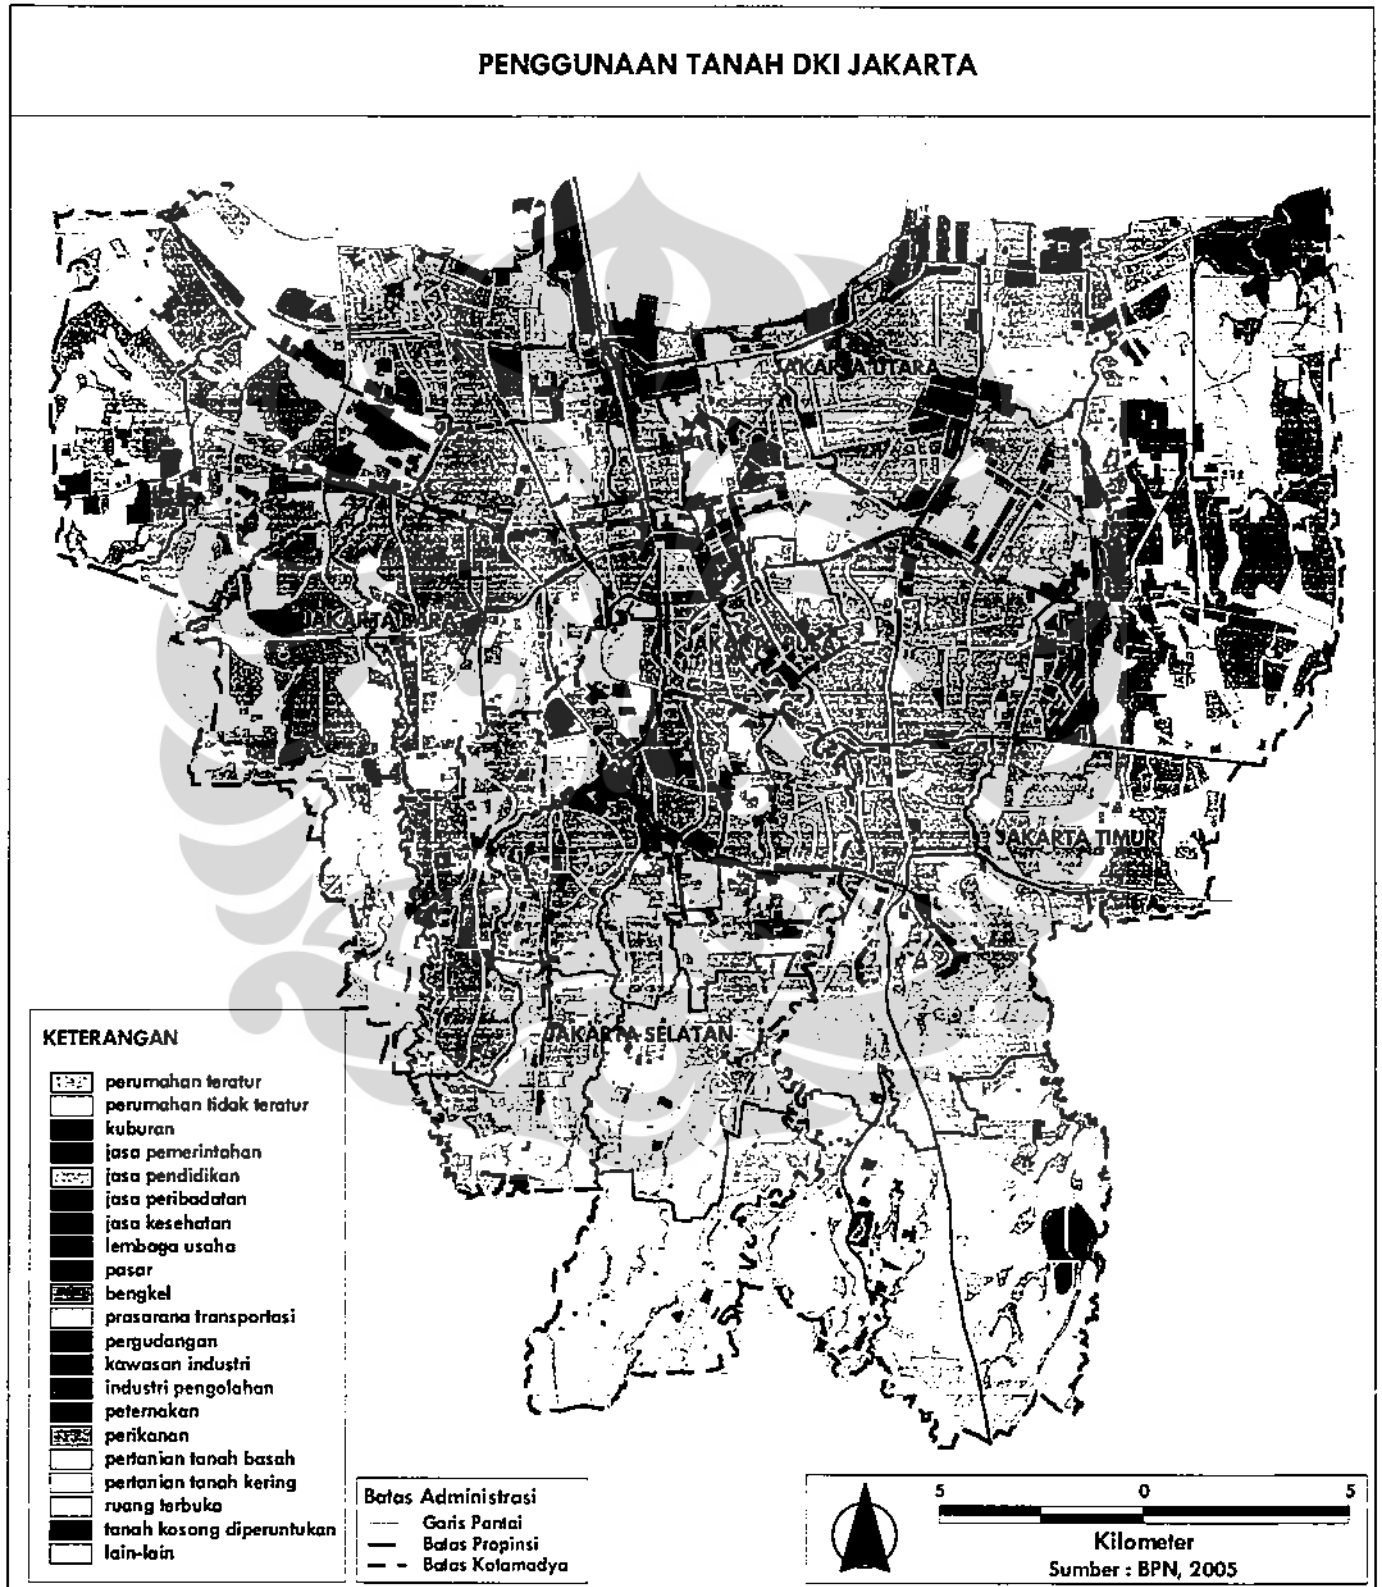 PENGGUNAAN TANAH DKI JAKARTA
JAKARTA UTARA
JAKARTA BARAT
JAKARTA TIMUR
JAKARTA SELATAN
KETERANGAN
perumahan teratur
perumahan tidak teratur
kuburan
jasa pemerintahan
jasa pendidikan
jasa peribadatan
jasa kesehatan
lembaga usaha
pasar
bengkel
prasarana transportasi
pergudangan
kawasan industri
industri pengolahan
peternakan
perikanan
pertanian tanah basah
pertanian tanah kering
ruang terbuka
tanah kosong diperuntukan
lain-lain
Batas Administrasi
Garis Pantai
Batas Propinsi
Batas Kotamadya
5 0 5
Kilometer
Sumber : BPN, 2005